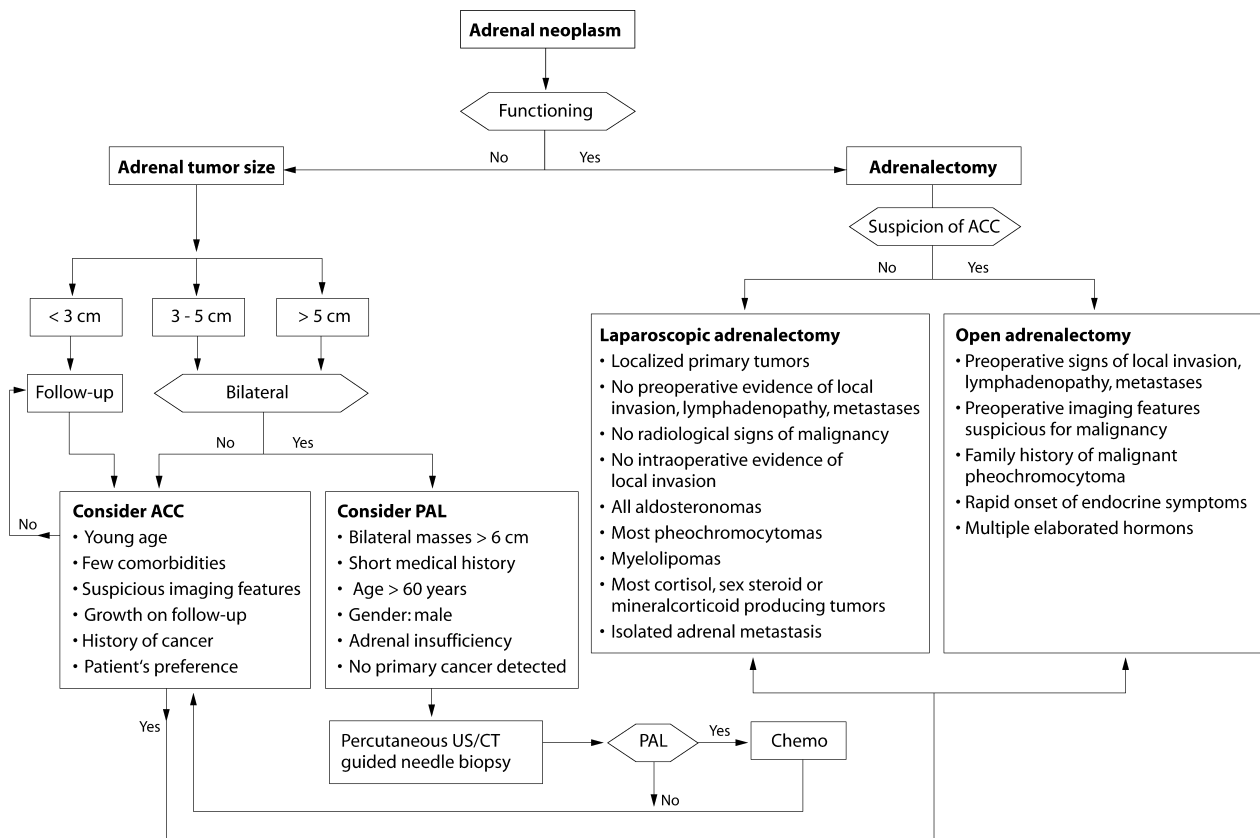 Adrenal neoplasm
Functioning
No
Yes
Adrenal tumor size
Adrenalectomy
Suspicion of ACC
No
Yes
< 3 cm
3 - 5 cm
> 5 cm
Follow-up
Bilateral
No
Yes
Laparoscopic adrenalectomy
• Localized primary tumors
• No preoperative evidence of local
invasion, lymphadenopathy, metastases
• No radiological signs of malignancy
• No intraoperative evidence of
local invasion
• All aldosteronomas
• Most pheochromocytomas
• Myelolipomas
• Most cortisol, sex steroid or
mineralcorticoid producing tumors
• Isolated adrenal metastasis
Open adrenalectomy
• Preoperative signs of local invasion,
lymphadenopathy, metastases
• Preoperative imaging features
suspicious for malignancy
• Family history of malignant
pheochromocytoma
• Rapid onset of endocrine symptoms
• Multiple elaborated hormons
Consider ACC
• Young age
• Few comorbidities
• Suspicious imaging features
• Growth on follow-up
• History of cancer
• Patient's preference
No
Yes
Consider PAL
• Bilateral masses > 6 cm
• Short medical history
• Age > 60 years
• Gender: male
• Adrenal insufficiency
• No primary cancer detected
Percutaneous US/CT
guided needle biopsy
PAL
Yes
Chemo
No